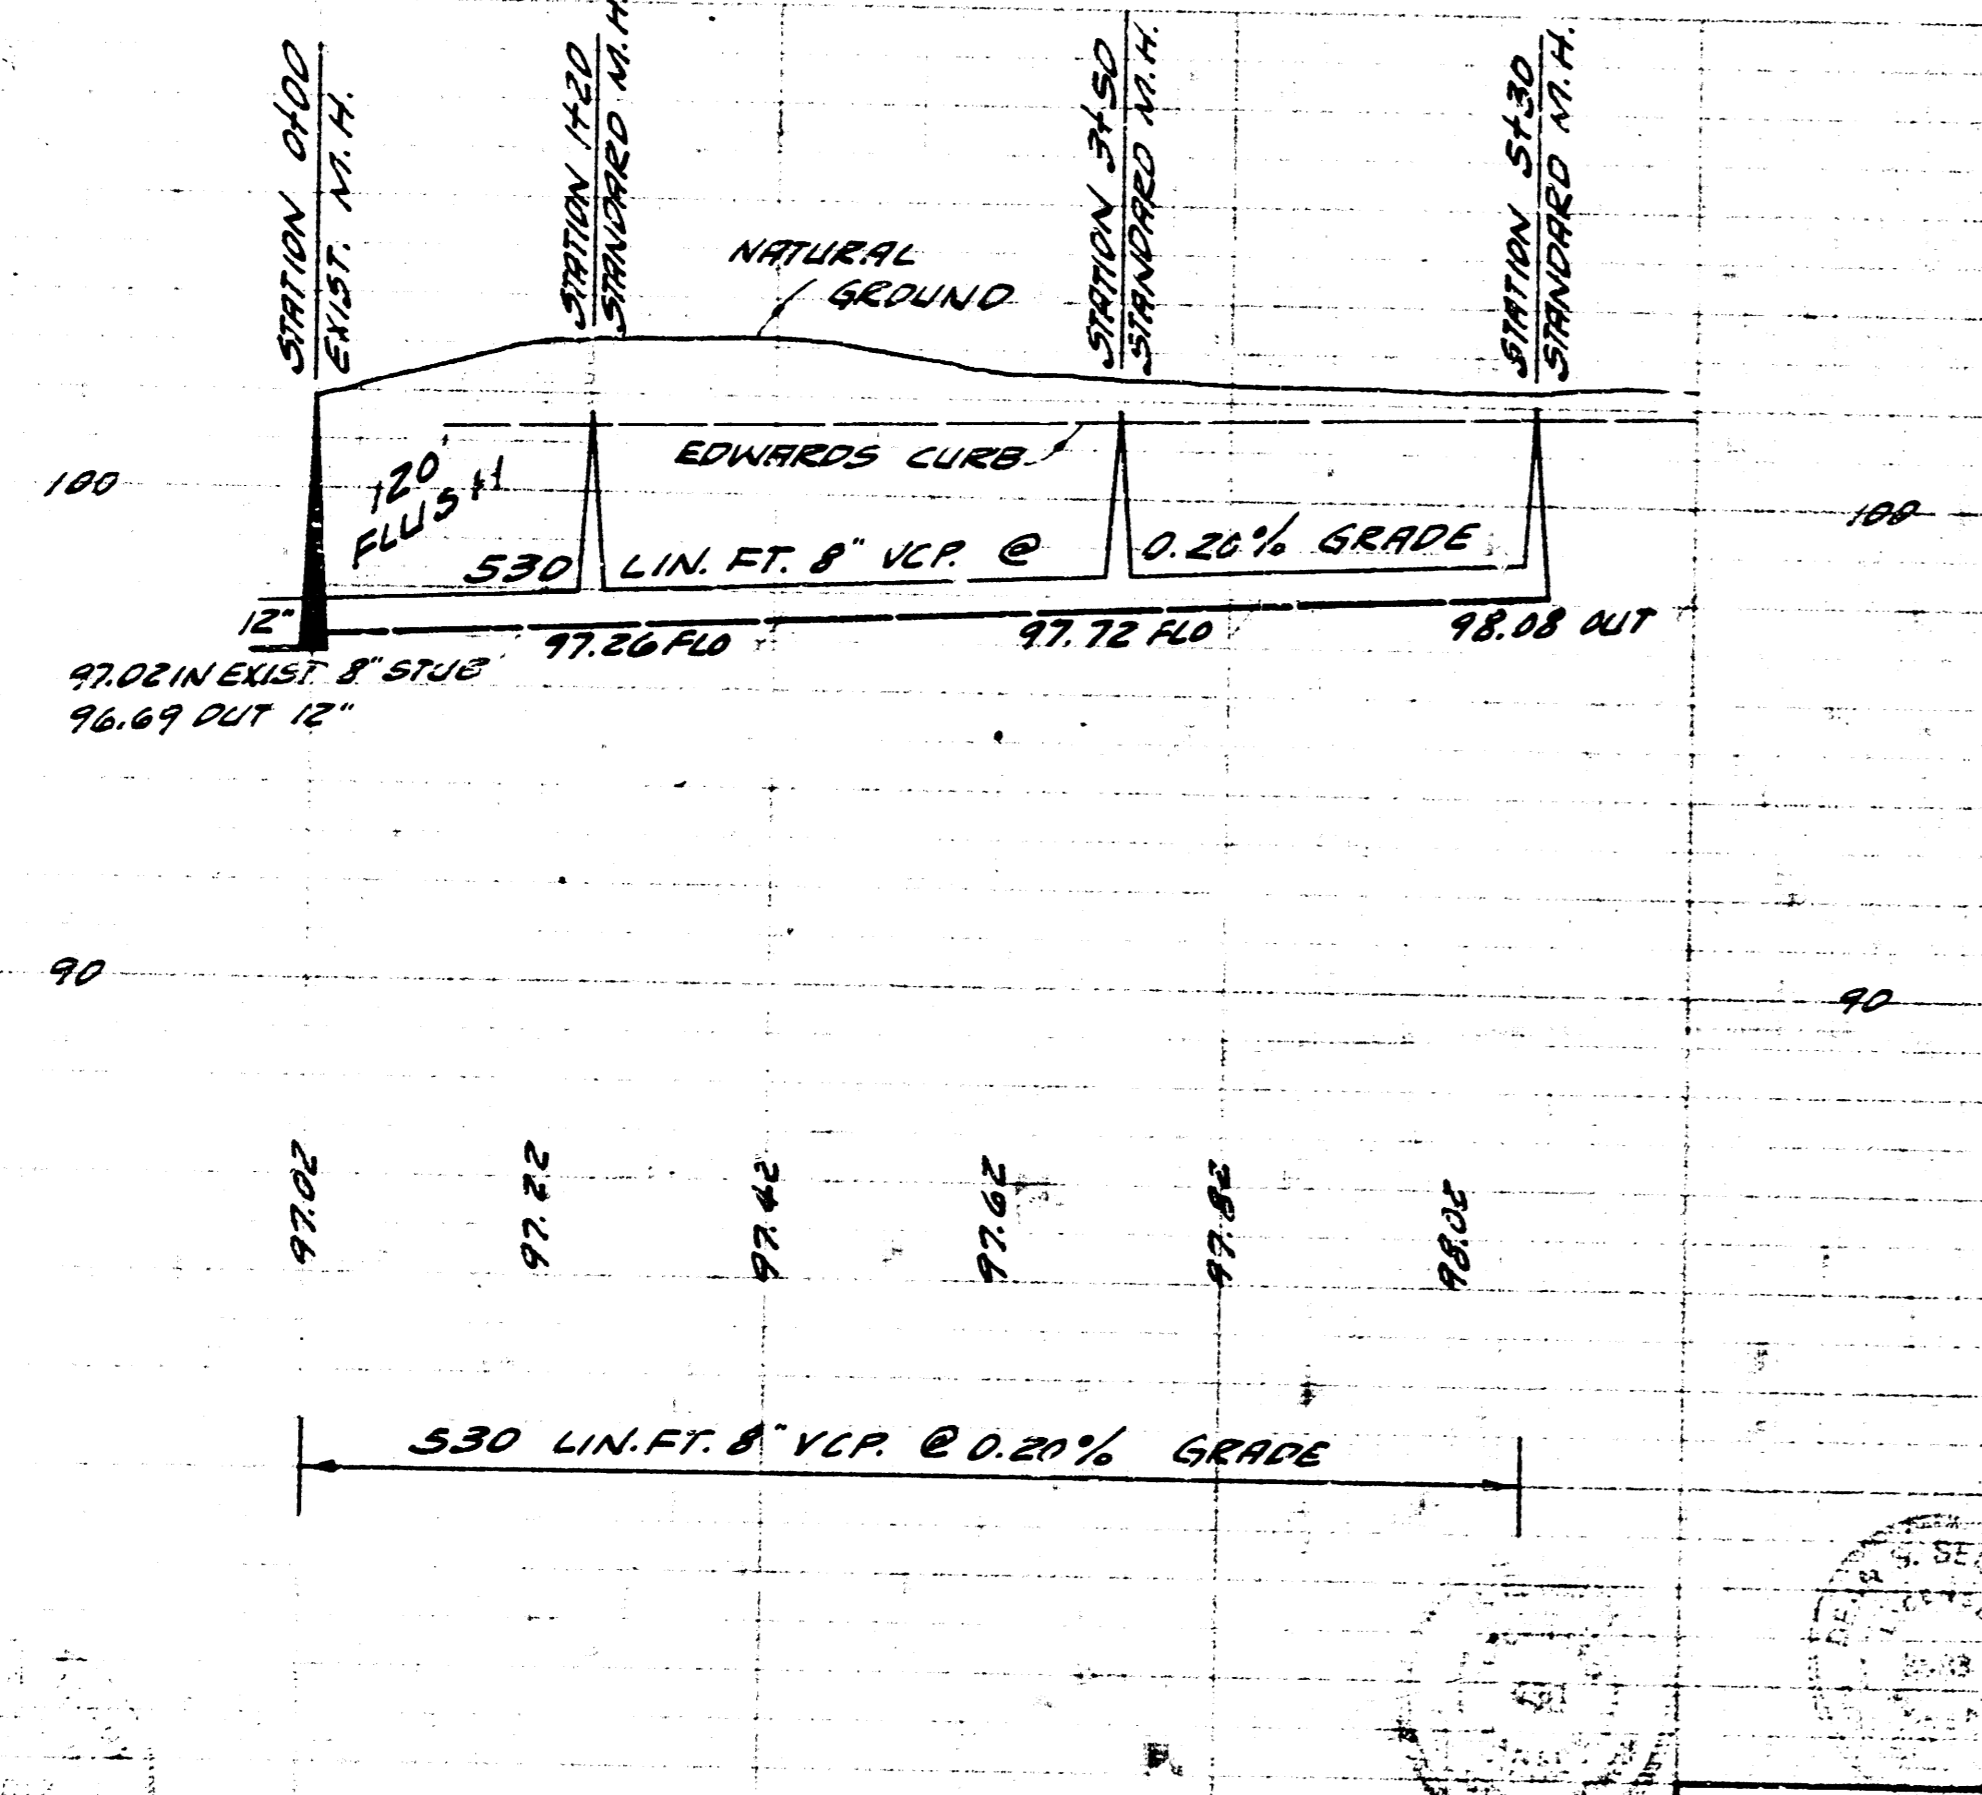 STATION 0+00
EXIST. M.H.
STATION 1+20
STANDARD M.H.
STATION 3+50
STANDARD M.H.
STATION 5+30
STANDARD M.H.
NATURAL
GROUND
EDWARDS CURB
100
100
120
FLUSH
530 LIN. FT. 8" VCP. @ 0.20% GRADE
12"
97.26 FLO
97.72 FLO
98.08 OUT
97.02 IN EXIST 8" STUB
96.69 OUT 12"
90
90
97.02
97.22
97.42
97.62
97.82
98.02
530 LIN. FT. 8" VCP. @ 0.20% GRADE